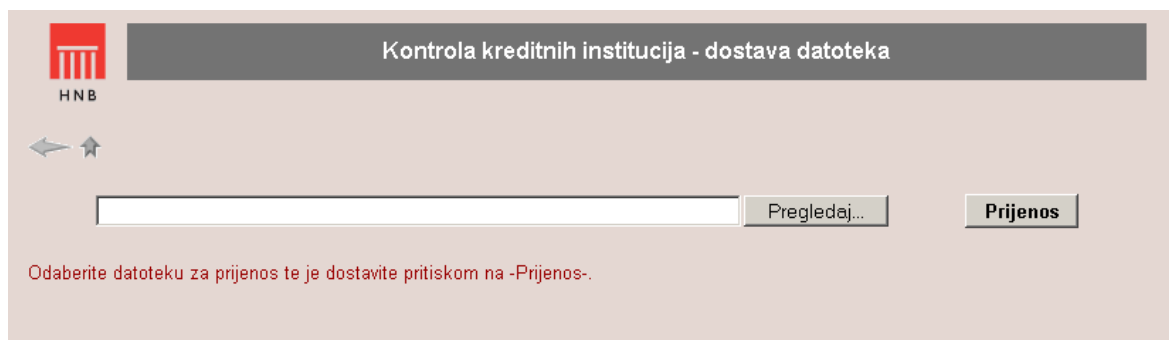 Kontrola kreditnih institucija - dostava datoteka
HNB
Pregledaj...
Prijenos
Odaberite datoteku za prijenos te je dostavite pritiskom na -Prijenos-.